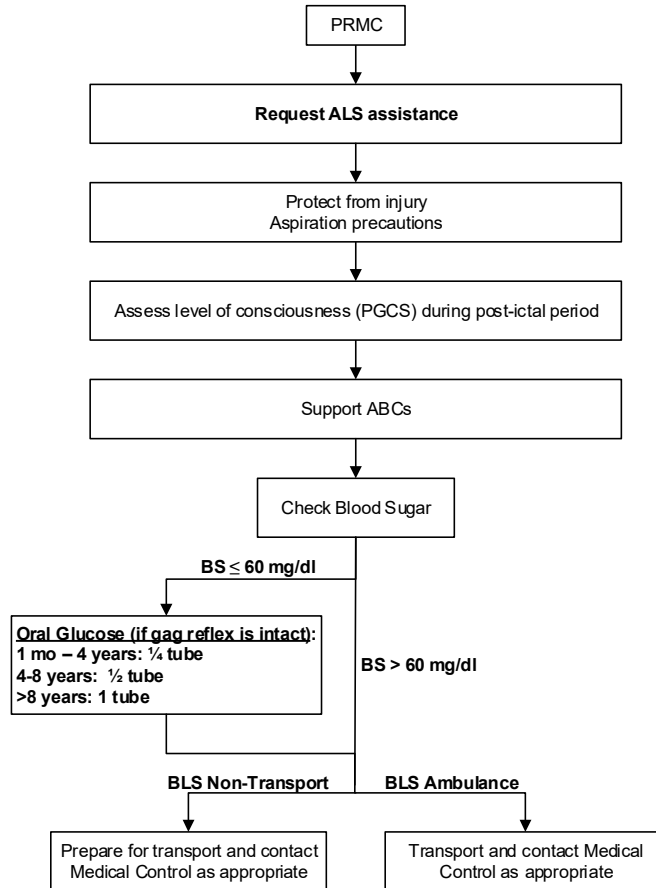 PRMC
Request ALS assistance
Protect from injury
Aspiration precautions
Assess level of consciousness (PGCS) during post-ictal period
Support ABCs
Check Blood Sugar
BS ≤ 60 mg/dl
Oral Glucose (if gag reflex is intact):
1 mo – 4 years: ¼ tube
4-8 years: ½ tube
>8 years: 1 tube
BS > 60 mg/dl
BLS Non-Transport
BLS Ambulance
Prepare for transport and contact
Medical Control as appropriate
Transport and contact Medical
Control as appropriate